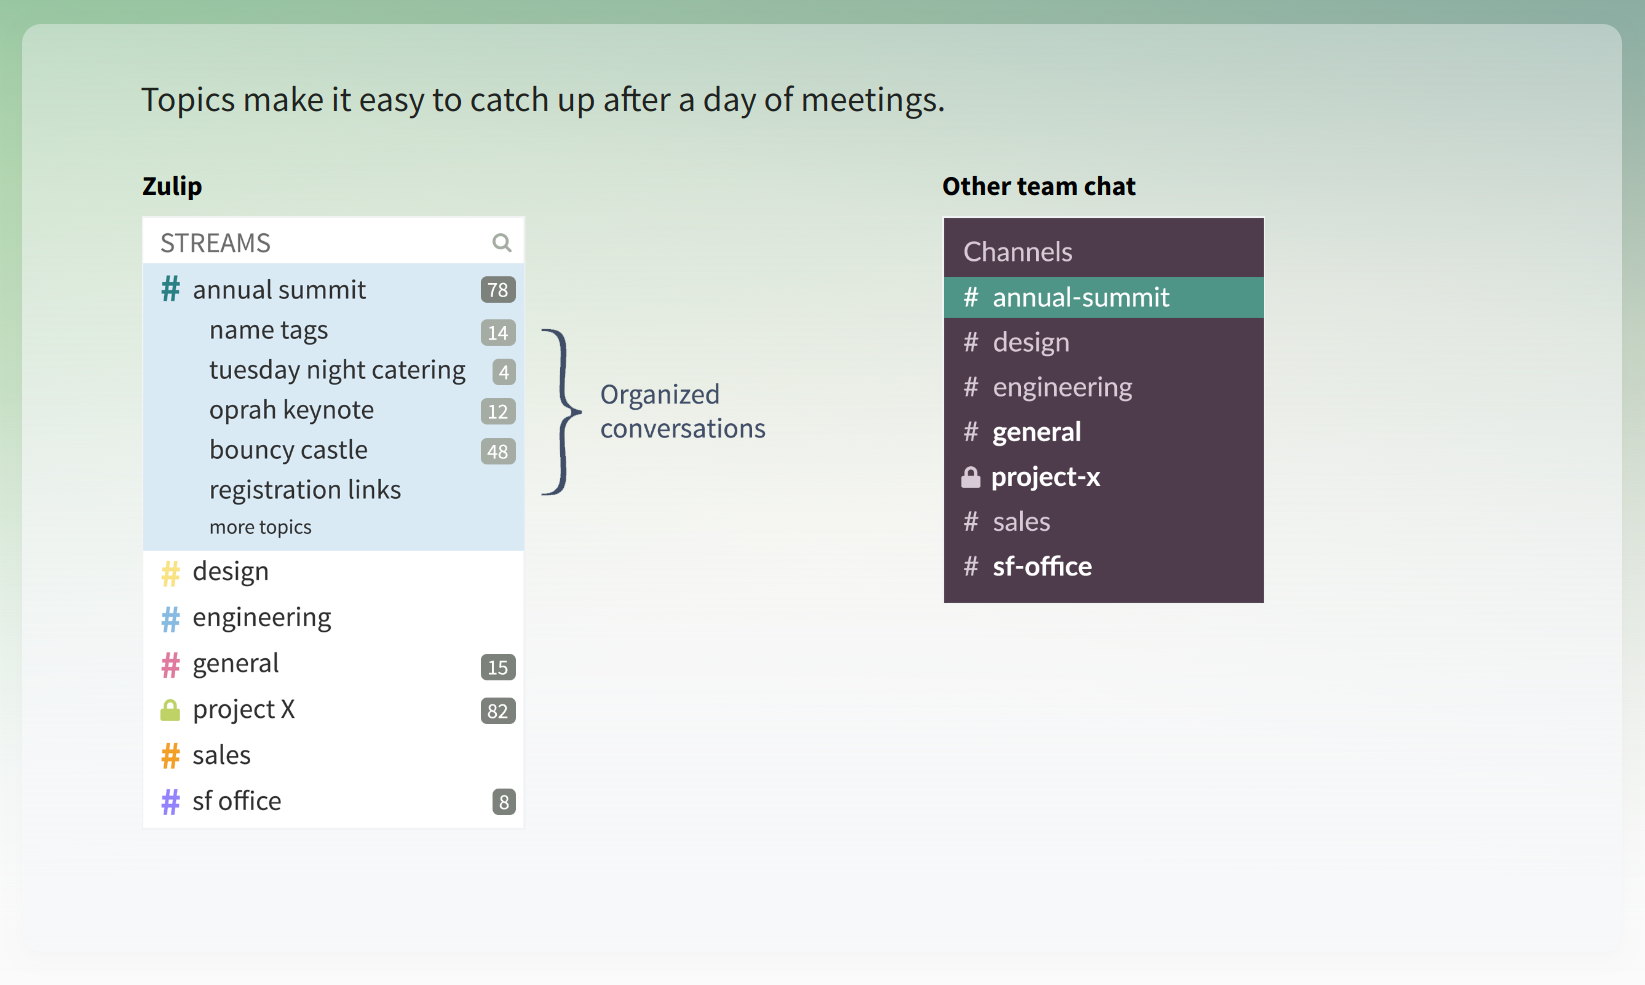 Topics make it easy to catch up after a day of meetings.
Zulip
STREAMS
# annual summit 78
name tags 14
tuesday night catering 4
oprah keynote 12
bouncy castle 48
registration links
more topics
# design
# engineering
# general 15
project X 82
# sales
# sf office 8
Organized
conversations
Other team chat
Channels
# annual-summit
# design
# engineering
# general
project-x
# sales
# sf-office